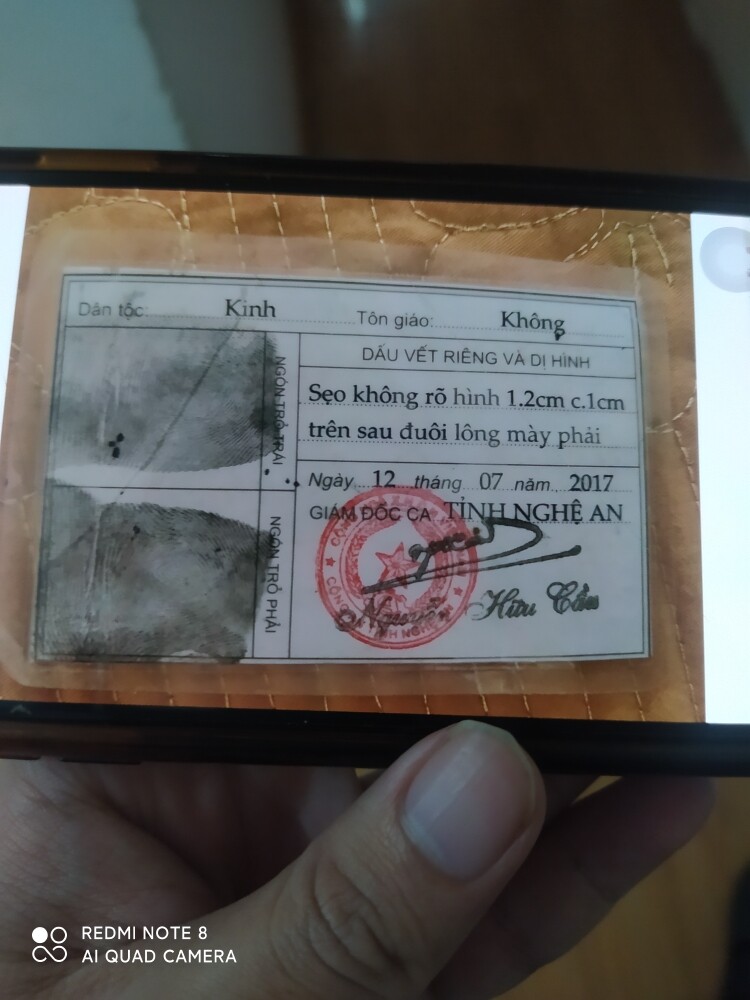 Dân tộc: Kinh Tôn giáo: Không
NGÓN TRỎ TRÁI
DẤU VẾT RIÊNG VÀ DỊ HÌNH
Sẹo không rõ hình 1.2cm c.1cm
trên sau đuôi lông mày phải
Ngày 12 tháng 07 năm 2017
GIÁM ĐỐC CA TỈNH NGHỆ AN
NGÓN TRỎ PHẢI
Nguyễn Hữu Cầu
REDMI NOTE 8
AI QUAD CAMERA